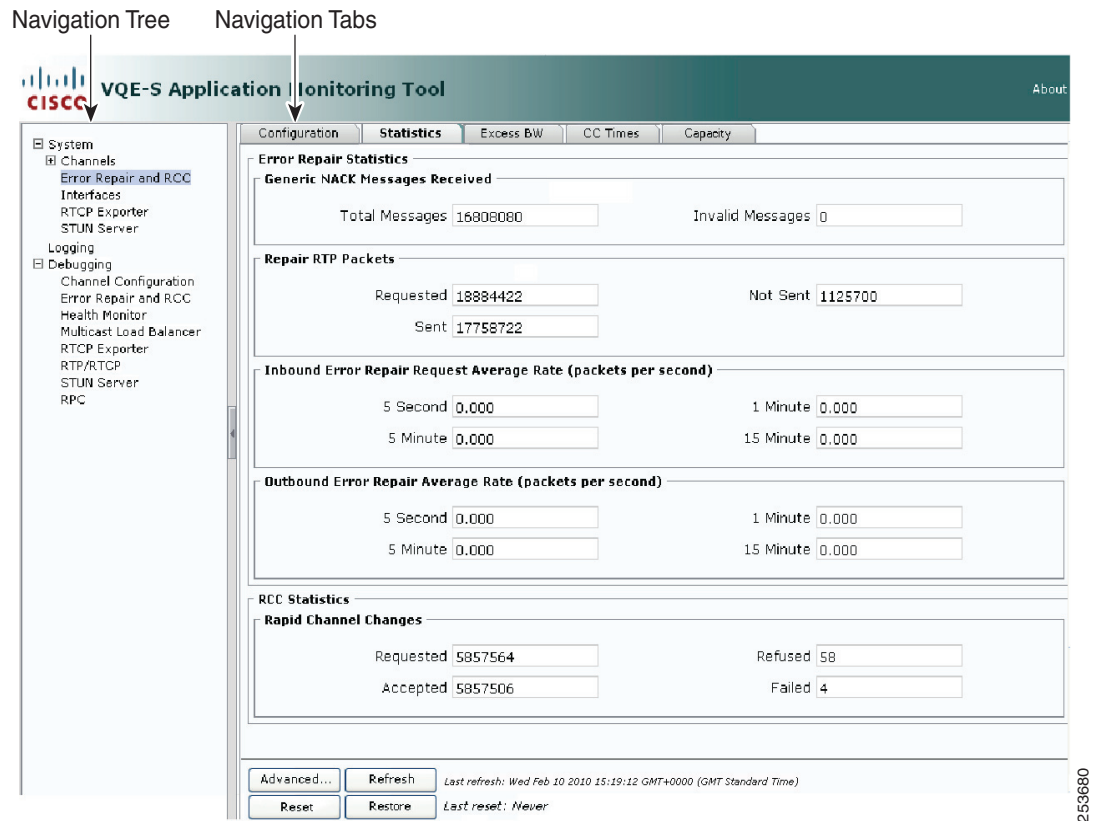 Navigation Tree Navigation Tabs
CISCO VQE-S Application Monitoring Tool About
System
Channels
Error Repair and RCC
Interfaces
RTCP Exporter
STUN Server
Logging
Debugging
Channel Configuration
Error Repair and RCC
Health Monitor
Multicast Load Balancer
RTCP Exporter
RTP/RTCP
STUN Server
RPC
Configuration Statistics Excess BW CC Times Capacity
Error Repair Statistics
Generic NACK Messages Received
Total Messages 16808080 Invalid Messages 0
Repair RTP Packets
Requested 18884422 Not Sent 1125700
Sent 17758722
Inbound Error Repair Request Average Rate (packets per second)
5 Second 0.000 1 Minute 0.000
5 Minute 0.000 15 Minute 0.000
Outbound Error Repair Average Rate (packets per second)
5 Second 0.000 1 Minute 0.000
5 Minute 0.000 15 Minute 0.000
RCC Statistics
Rapid Channel Changes
Requested 5857564 Refused 58
Accepted 5857506 Failed 4
Advanced... Refresh Last refresh: Wed Feb 10 2010 15:19:12 GMT+0000 (GMT Standard Time)
Reset Restore Last reset: Never
253680